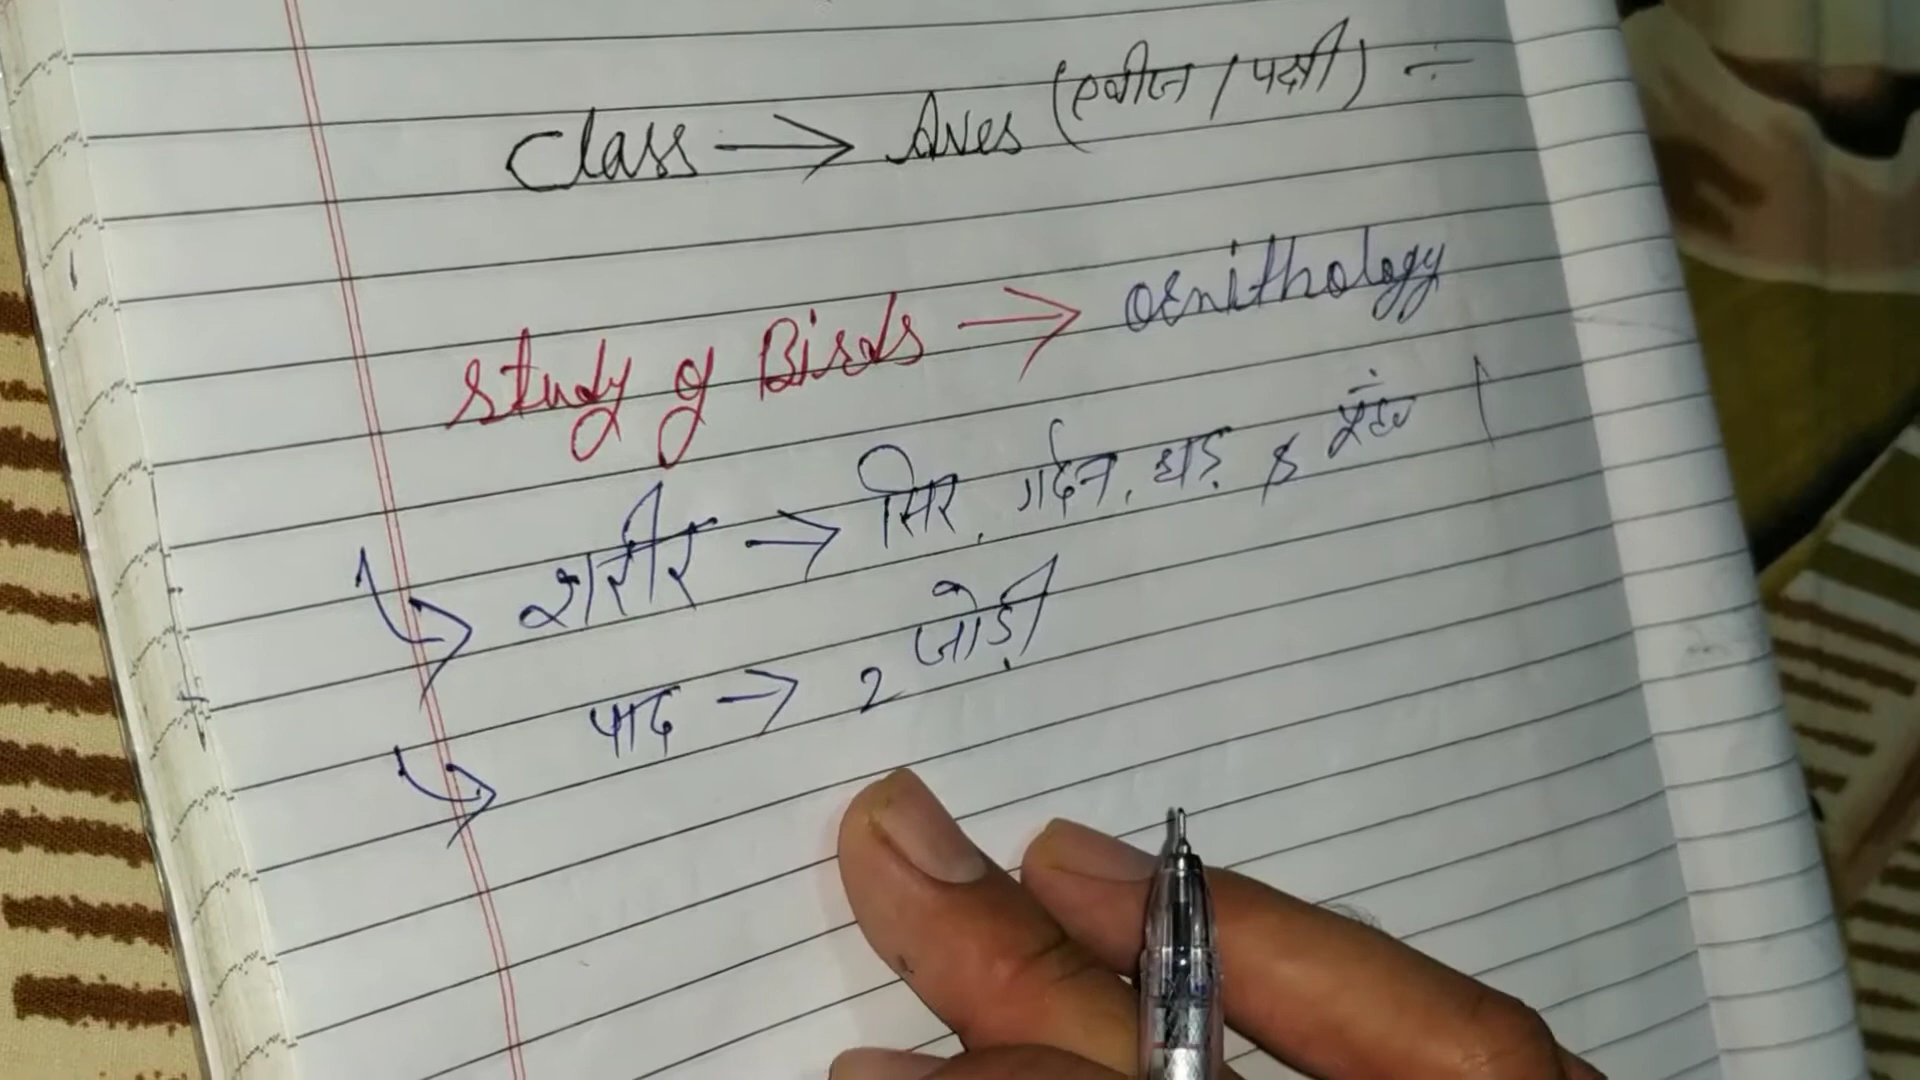 Class → Aves (एवीज / पक्षी) ÷
study of Birds → ornithology
शरीर → सिर, गर्दन, धड़ & पूंछ |
पाद → 2 जोड़ी